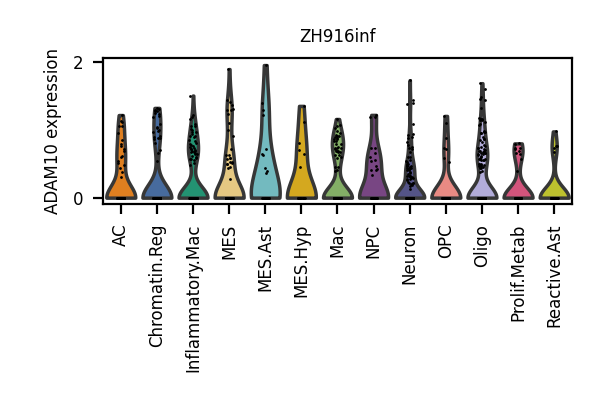 ZH916inf
ADAM10 expression
2
0
AC
Chromatin.Reg
Inflammatory.Mac
MES
MES.Ast
MES.Hyp
Mac
NPC
Neuron
OPC
Oligo
Prolif.Metab
Reactive.Ast